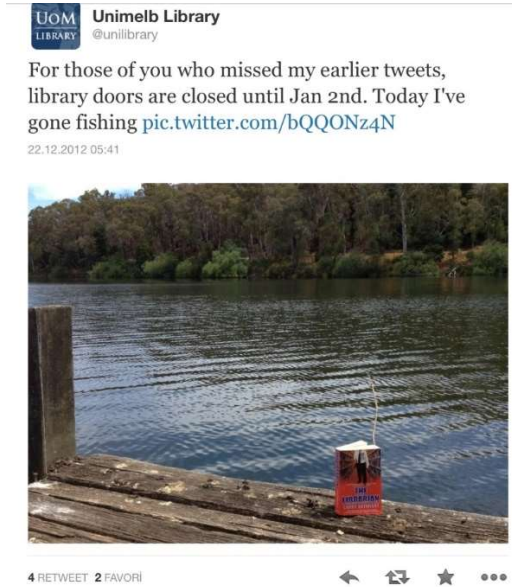 UOM
LIBRARY
Unimelb Library
@unilibrary
For those of you who missed my earlier tweets,
library doors are closed until Jan 2nd. Today I've
gone fishing pic.twitter.com/bQQONz4N
22.12.2012 05:41
THE
LIBRARIAN
4 RETWEET 2 FAVORİ